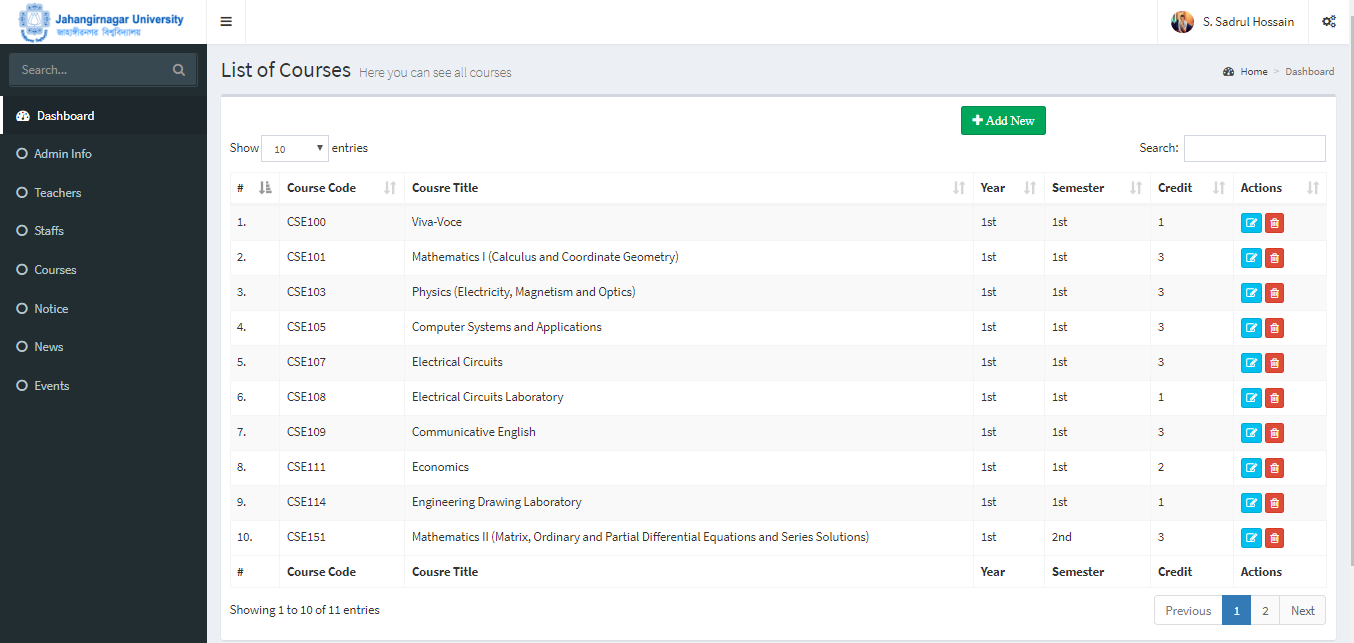 Jahangirnagar University
জাহাঙ্গীরনগর বিশ্ববিদ্যালয়
S. Sadrul Hossain
Search...
List of Courses Here you can see all courses
Home > Dashboard
Dashboard
Admin Info
Teachers
Staffs
Courses
Notice
News
Events
Add New
Show 10 entries
Search:
# Course Code Cousre Title Year Semester Credit Actions
1. CSE100 Viva-Voce 1st 1st 1
2. CSE101 Mathematics I (Calculus and Coordinate Geometry) 1st 1st 3
3. CSE103 Physics (Electricity, Magnetism and Optics) 1st 1st 3
4. CSE105 Computer Systems and Applications 1st 1st 3
5. CSE107 Electrical Circuits 1st 1st 3
6. CSE108 Electrical Circuits Laboratory 1st 1st 1
7. CSE109 Communicative English 1st 1st 3
8. CSE111 Economics 1st 1st 2
9. CSE114 Engineering Drawing Laboratory 1st 1st 1
10. CSE151 Mathematics II (Matrix, Ordinary and Partial Differential Equations and Series Solutions) 1st 2nd 3
# Course Code Cousre Title Year Semester Credit Actions
Showing 1 to 10 of 11 entries
Previous 1 2 Next